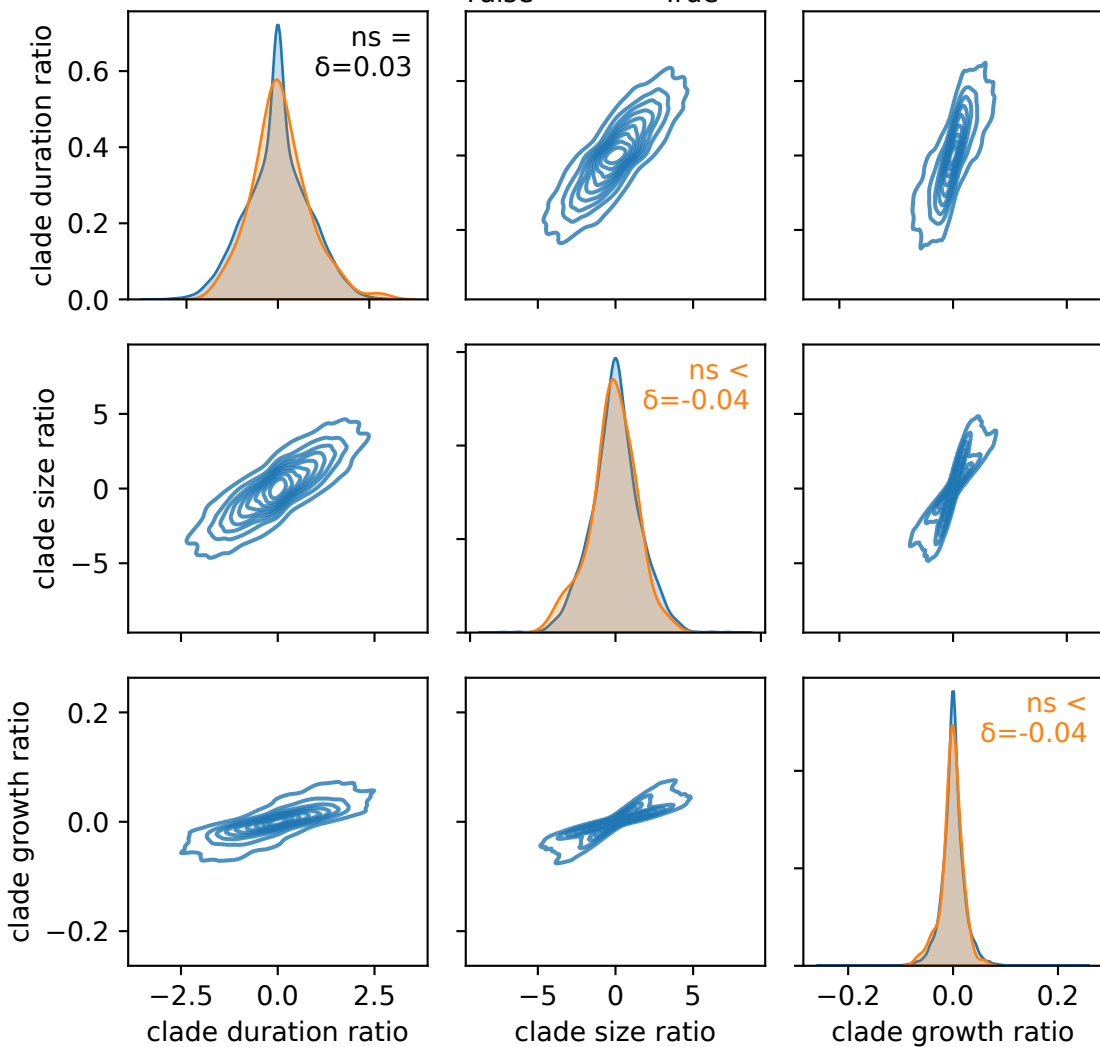 ns =
δ=0.03
clade duration ratio
0.6
0.4
0.2
0.0
ns <
δ=-0.04
clade size ratio
5
0
−5
ns <
δ=-0.04
clade growth ratio
0.2
0.0
−0.2
−2.5 0.0 2.5 −5 0 5 −0.2 0.0 0.2
clade duration ratio clade size ratio clade growth ratio